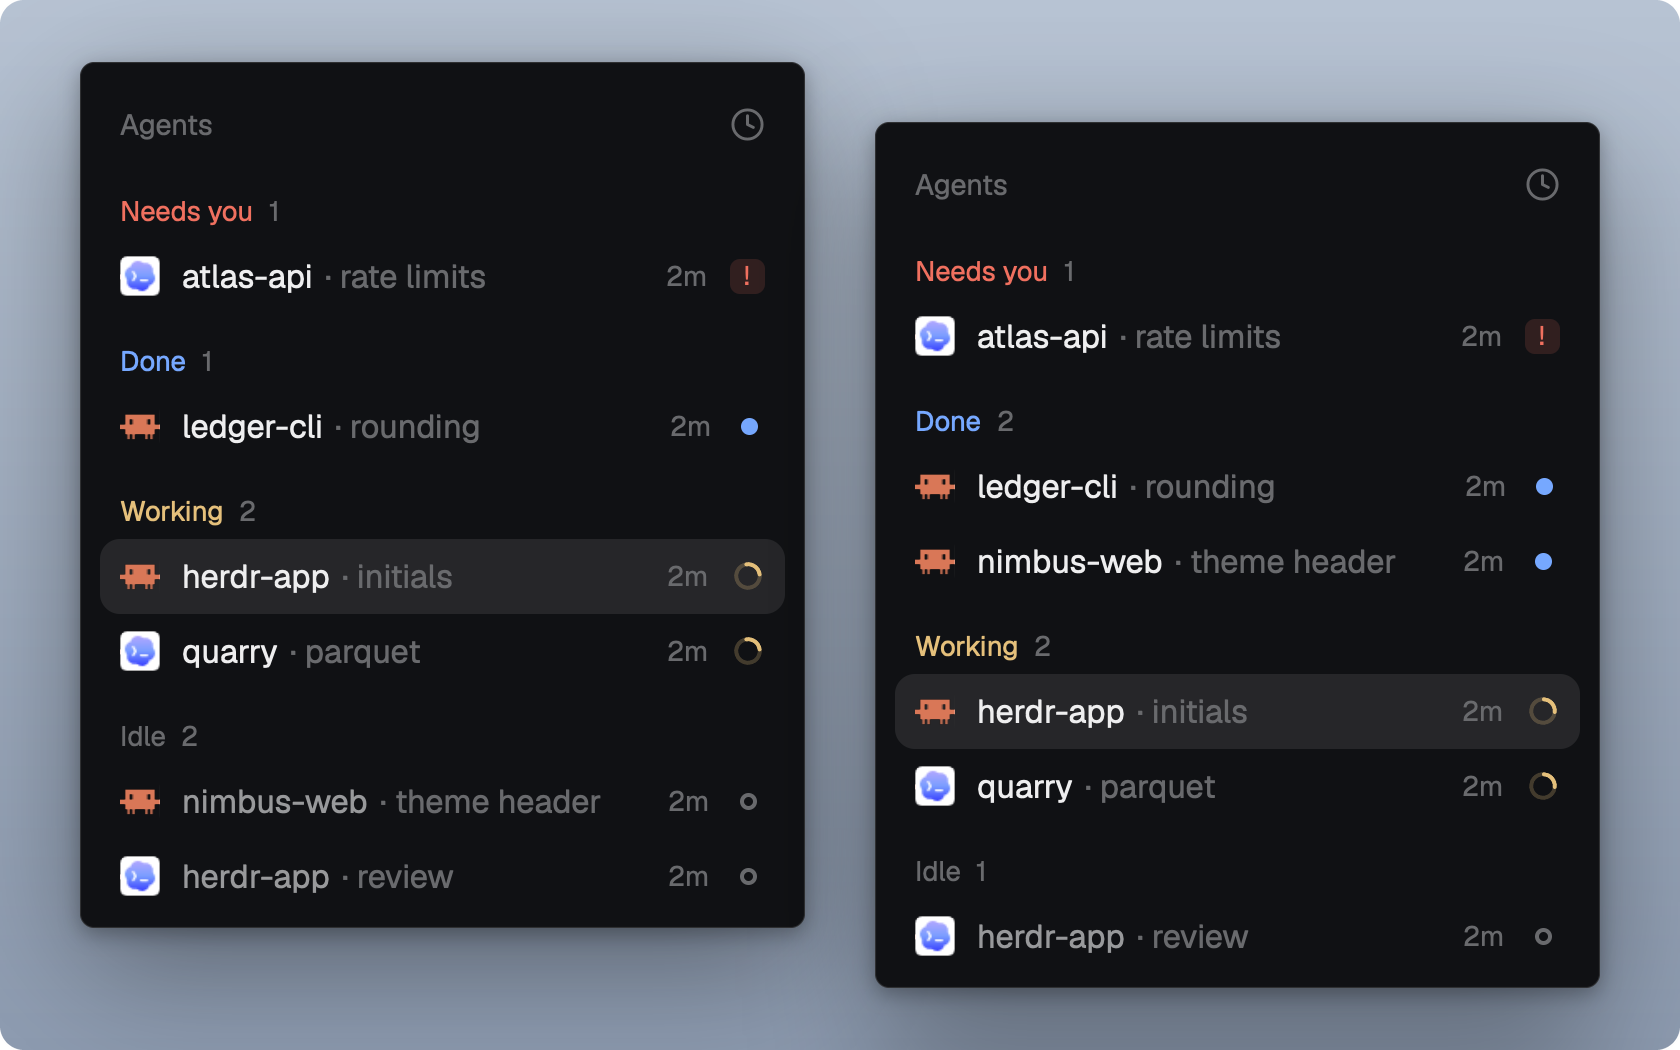 Agents
Needs you 1
atlas-api · rate limits 2m !
Done 1
ledger-cli · rounding 2m
Working 2
herdr-app · initials 2m
quarry · parquet 2m
Idle 2
nimbus-web · theme header 2m
herdr-app · review 2m
Agents
Needs you 1
atlas-api · rate limits 2m !
Done 2
ledger-cli · rounding 2m
nimbus-web · theme header 2m
Working 2
herdr-app · initials 2m
quarry · parquet 2m
Idle 1
herdr-app · review 2m